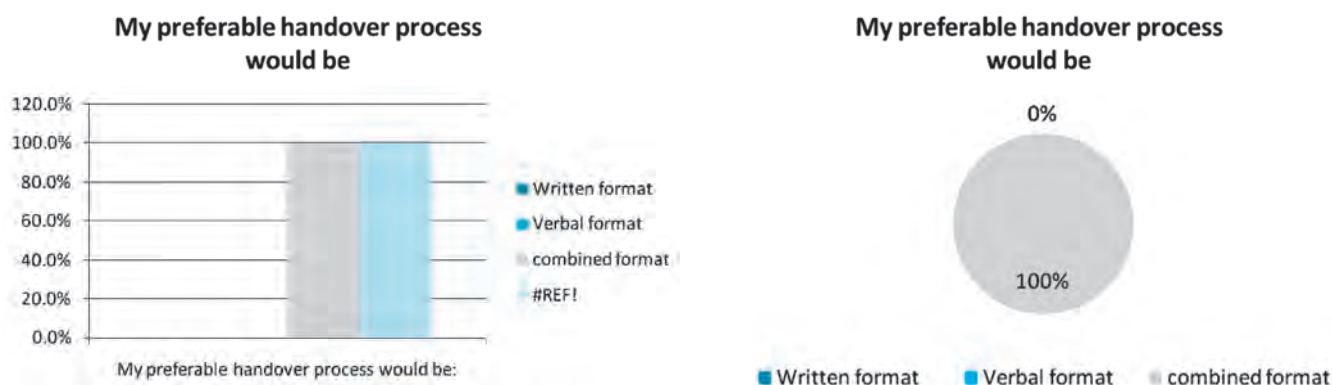 My preferable handover process
would be
120.0%
100.0%
80.0%
60.0%
40.0%
20.0%
0.0%
My preferable handover process would be:
Written format
Verbal format
combined format
#REF!
My preferable handover process
would be
0%
100%
Written format Verbal format combined format